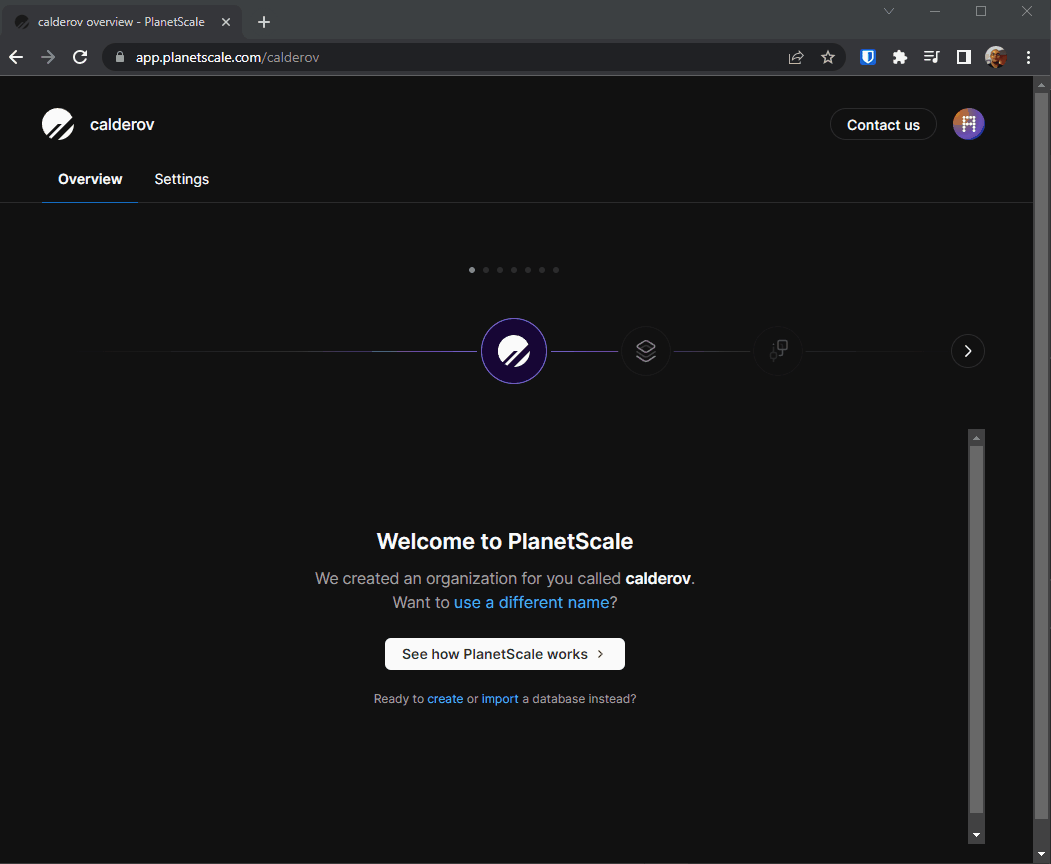 calderov overview - PlanetScale
app.planetscale.com/calderov
calderov
Contact us
Overview
Settings
Welcome to PlanetScale
We created an organization for you called calderov.
Want to use a different name?
See how PlanetScale works
Ready to create or import a database instead?